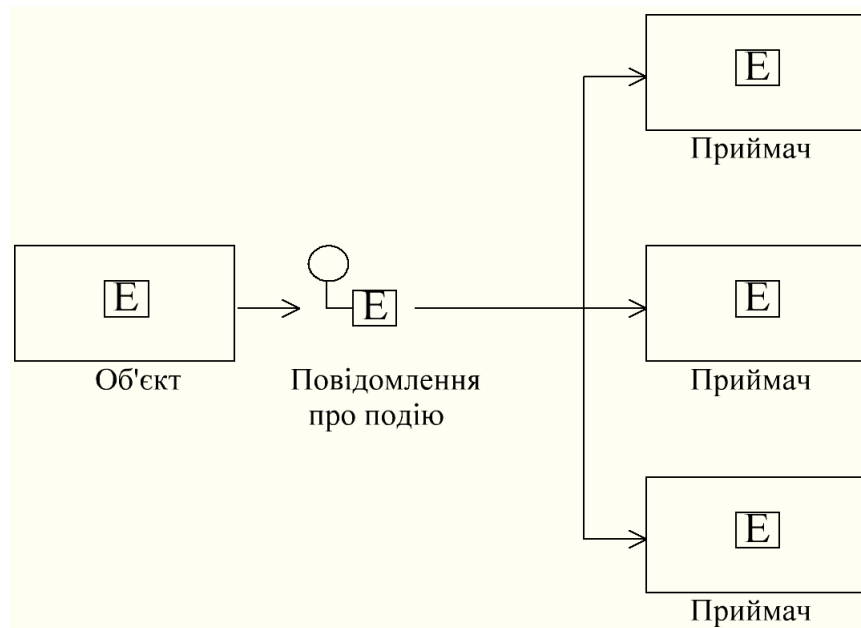 E
Приймач
E
E
E
Об'єкт
Повідомлення
про подію
Приймач
E
Приймач